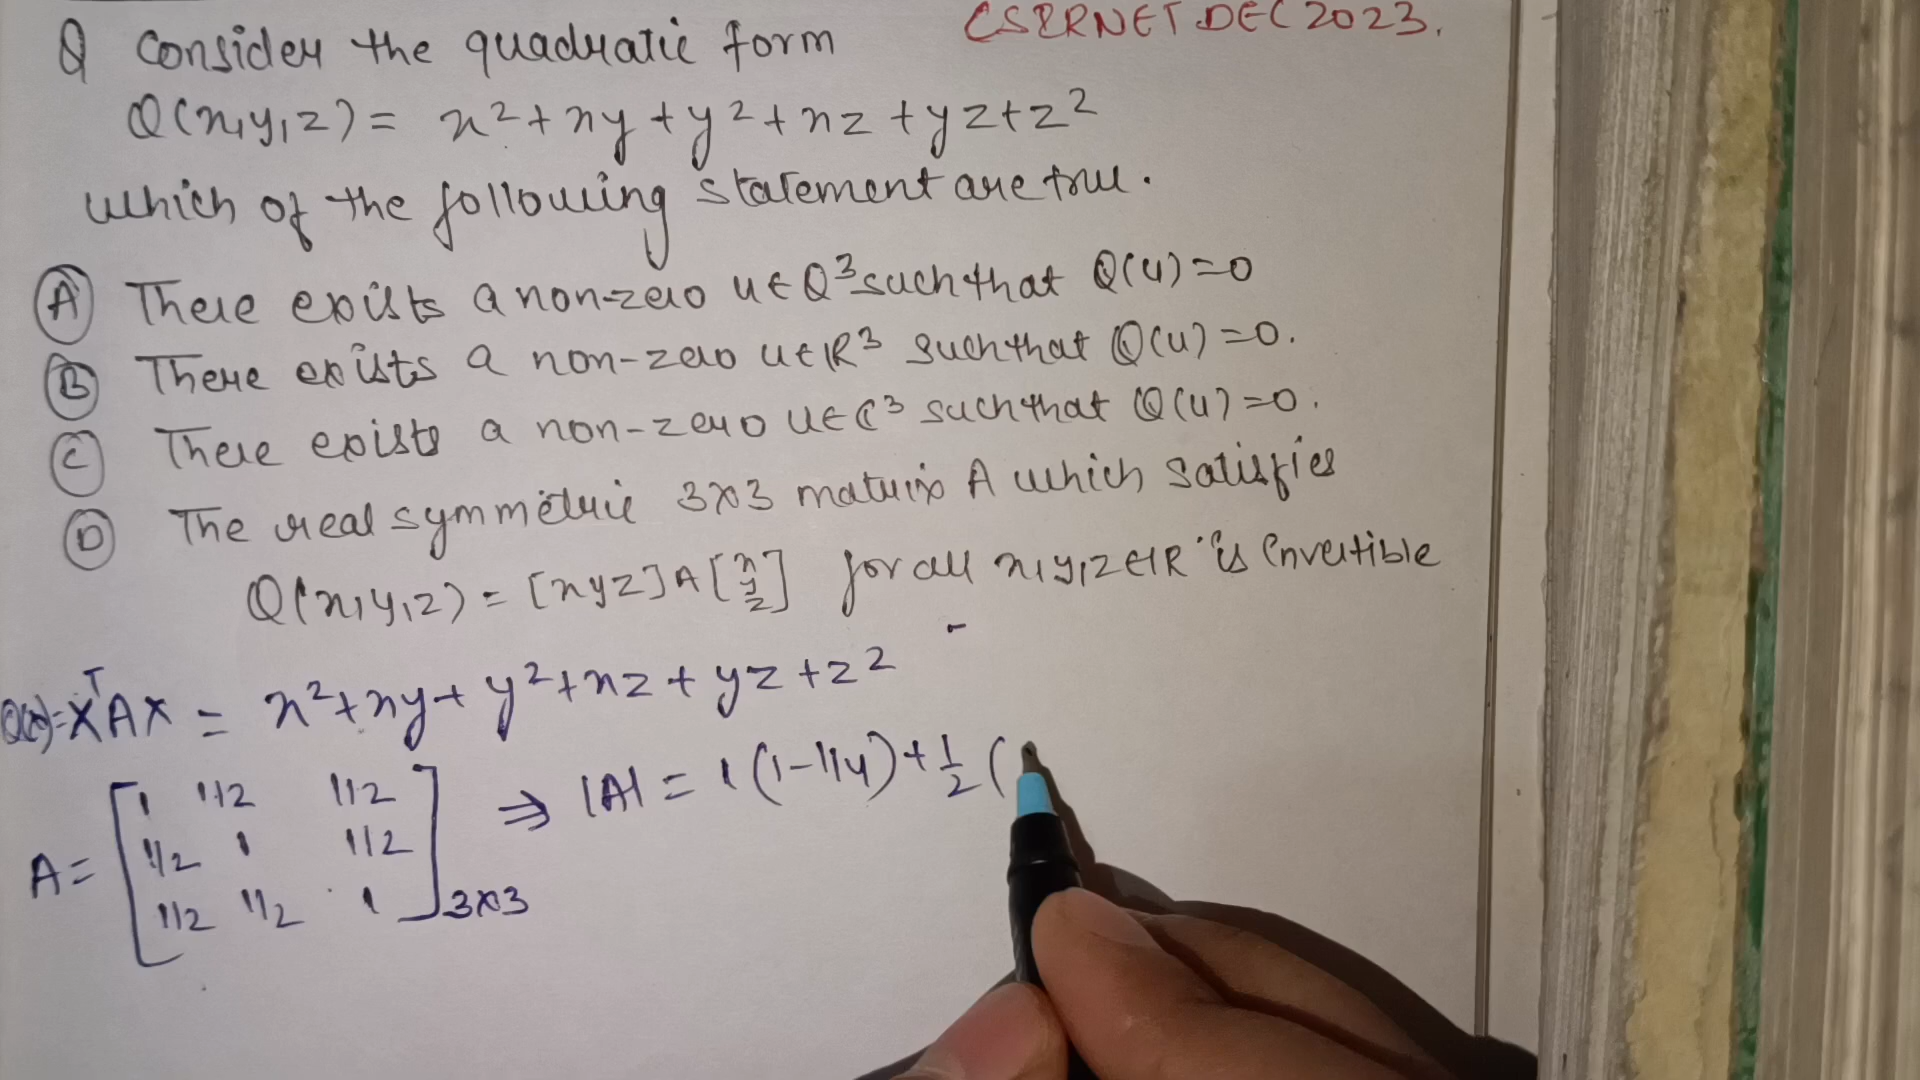 Q Consider the quadratic form CSIRNET DEC 2023.
Q(x,y,z) = x²+xy+y²+xz+yz+z²
which of the following statement are true.
(A) There exists a non-zero u∈Q³ such that Q(u)=0
(B) There exists a non-zero u∈ℝ³ such that Q(u)=0.
(C) There exists a non-zero u∈ℂ³ such that Q(u)=0.
(D) The real symmetric 3×3 matrix A which satisfies
Q(x,y,z) = [x y z] A [x y z] for all x,y,z∈ℝ is invertible
Q(x)=XᵀAX = x²+xy+y²+xz+yz+z²
A = [1 1/2 1/2 ⇒ |A| = 1(1-1/4)+1/2(
1/2 1 1/2
1/2 1/2 1]3×3